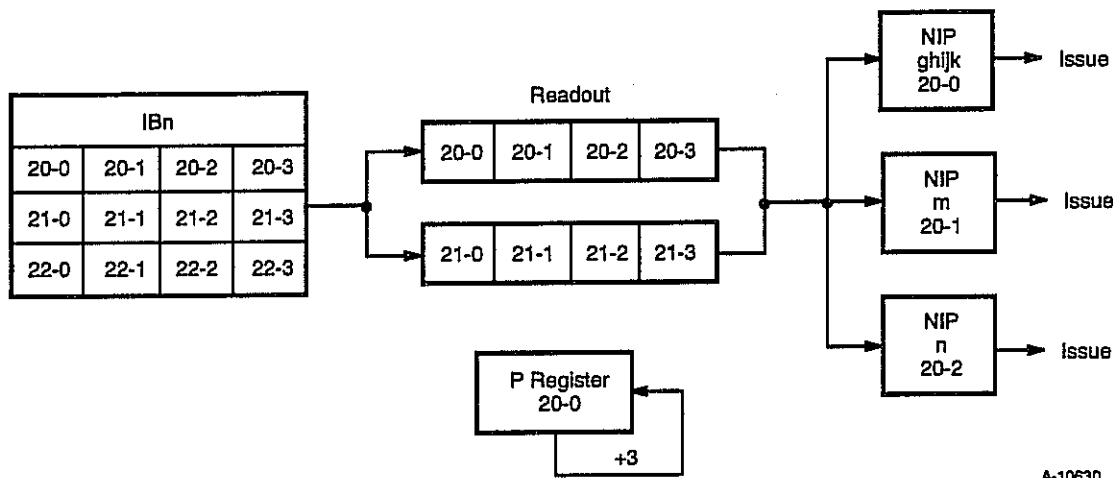 IBn
20-0 20-1 20-2 20-3
21-0 21-1 21-2 21-3
22-0 22-1 22-2 22-3
Readout
20-0 20-1 20-2 20-3
21-0 21-1 21-2 21-3
P Register
20-0
+3
NIP
ghijk
20-0
Issue
NIP
m
20-1
Issue
NIP
n
20-2
Issue
A-10630